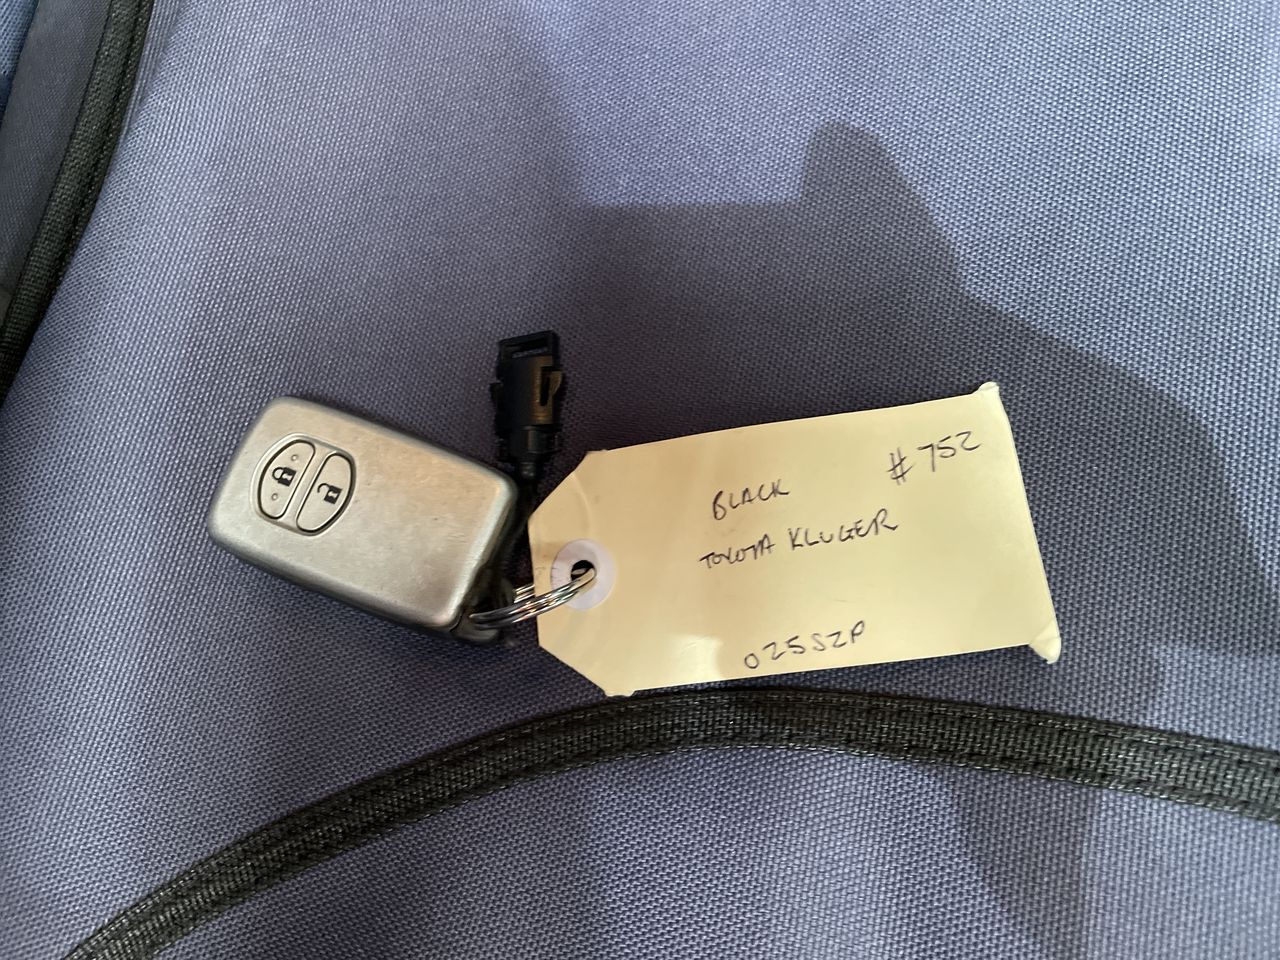 #752
BLACK
TOYOTA KLUGER
025SZP